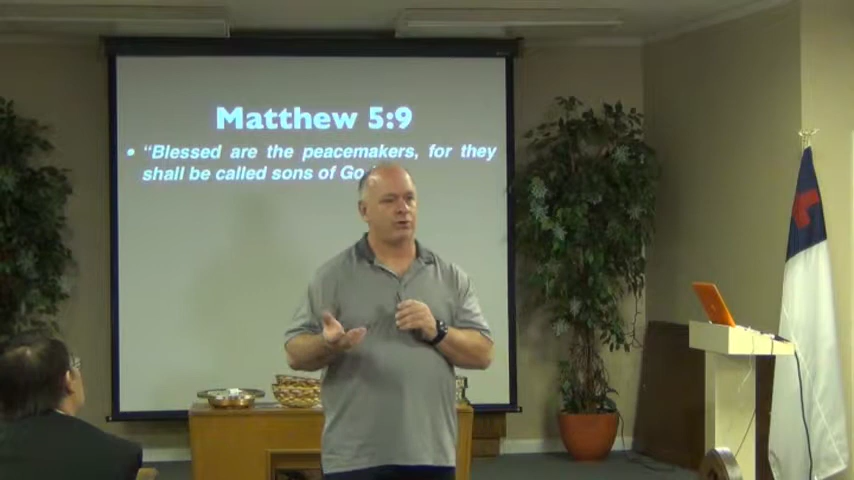 Matthew 5:9
• "Blessed are the peacemakers, for they
shall be called sons of